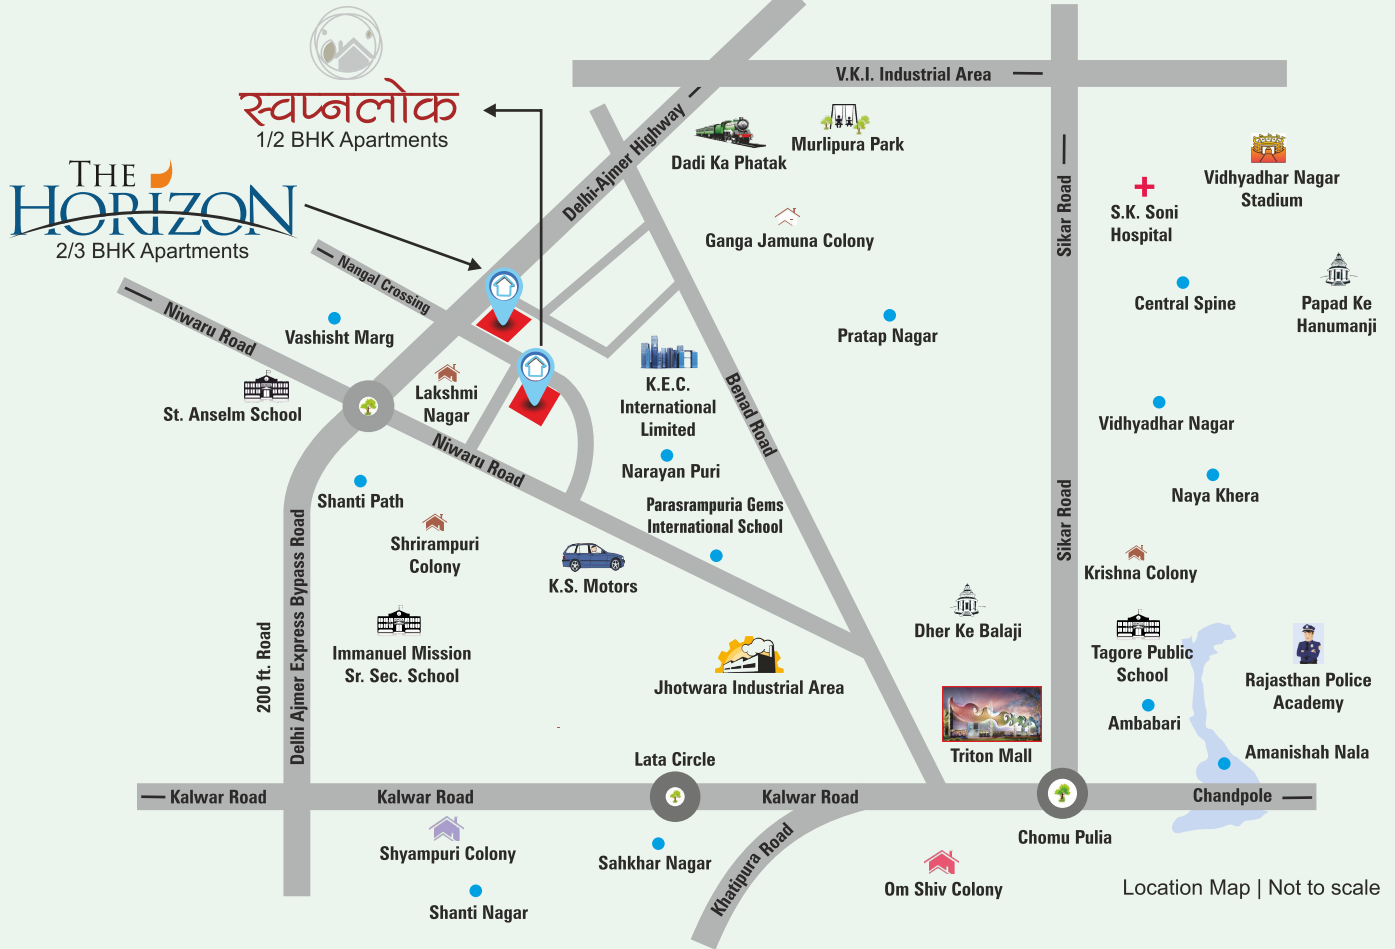 स्वप्नलोक
1/2 BHK Apartments
THE
HORIZON
2/3 BHK Apartments
V.K.I. Industrial Area
Delhi-Ajmer Highway
Dadi Ka Phatak
Murlipura Park
Sikar Road
Vidhyadhar Nagar
Stadium
S.K. Soni
Hospital
Ganga Jamuna Colony
Nangal Crossing
Niwaru Road
Vashisht Marg
Pratap Nagar
Central Spine
Papad Ke
Hanumanji
St. Anselm School
Lakshmi
Nagar
K.E.C.
International
Limited
Benad Road
Vidhyadhar Nagar
Niwaru Road
Narayan Puri
Naya Khera
Shanti Path
Parasrampuria Gems
International School
Sikar Road
Shrirampuri
Colony
K.S. Motors
Krishna Colony
200 ft. Road
Delhi Ajmer Express Bypass Road
Immanuel Mission
Sr. Sec. School
Dher Ke Balaji
Tagore Public
School
Rajasthan Police
Academy
Jhotwara Industrial Area
Ambabari
Triton Mall
Amanishah Nala
Lata Circle
Kalwar Road
Kalwar Road
Kalwar Road
Chandpole
Chomu Pulia
Khatipura Road
Shyampuri Colony
Sahkhar Nagar
Om Shiv Colony
Shanti Nagar
Location Map | Not to scale